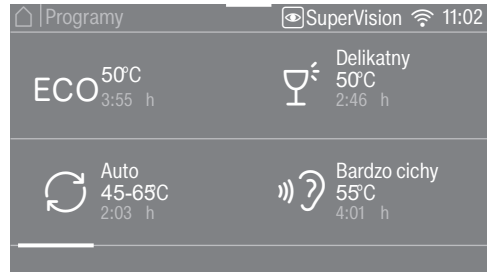 Programy SuperVision 11:02
ECO 50°C
3:55 h
Delikatny
50°C
2:46 h
Auto
45-65°C
2:03 h
Bardzo cichy
55°C
4:01 h